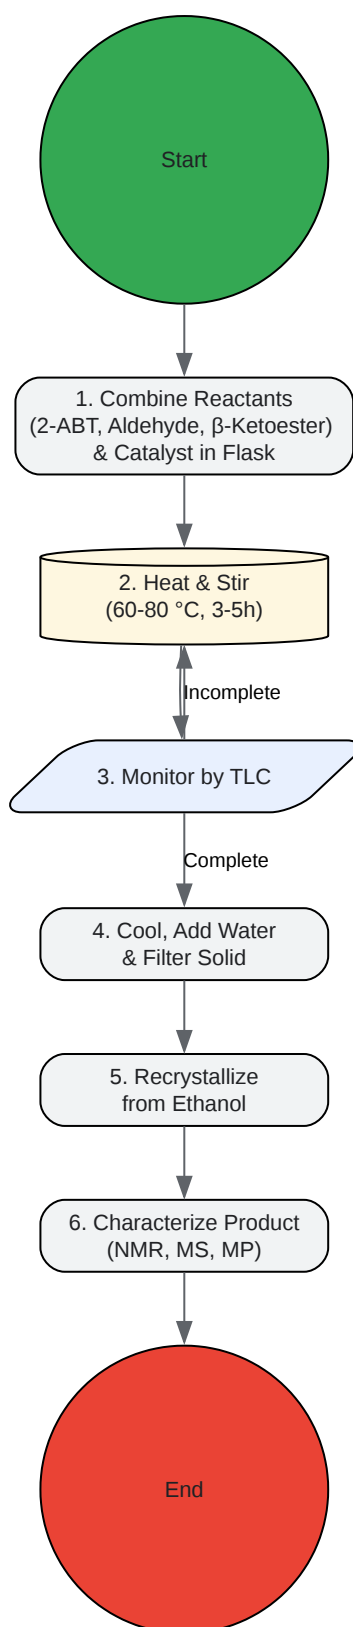 Start
1. Combine Reactants
(2-ABT, Aldehyde, β-Ketoester)
& Catalyst in Flask
2. Heat & Stir
(60-80 °C, 3-5h)
Incomplete
3. Monitor by TLC
Complete
4. Cool, Add Water
& Filter Solid
5. Recrystallize
from Ethanol
6. Characterize Product
(NMR, MS, MP)
End